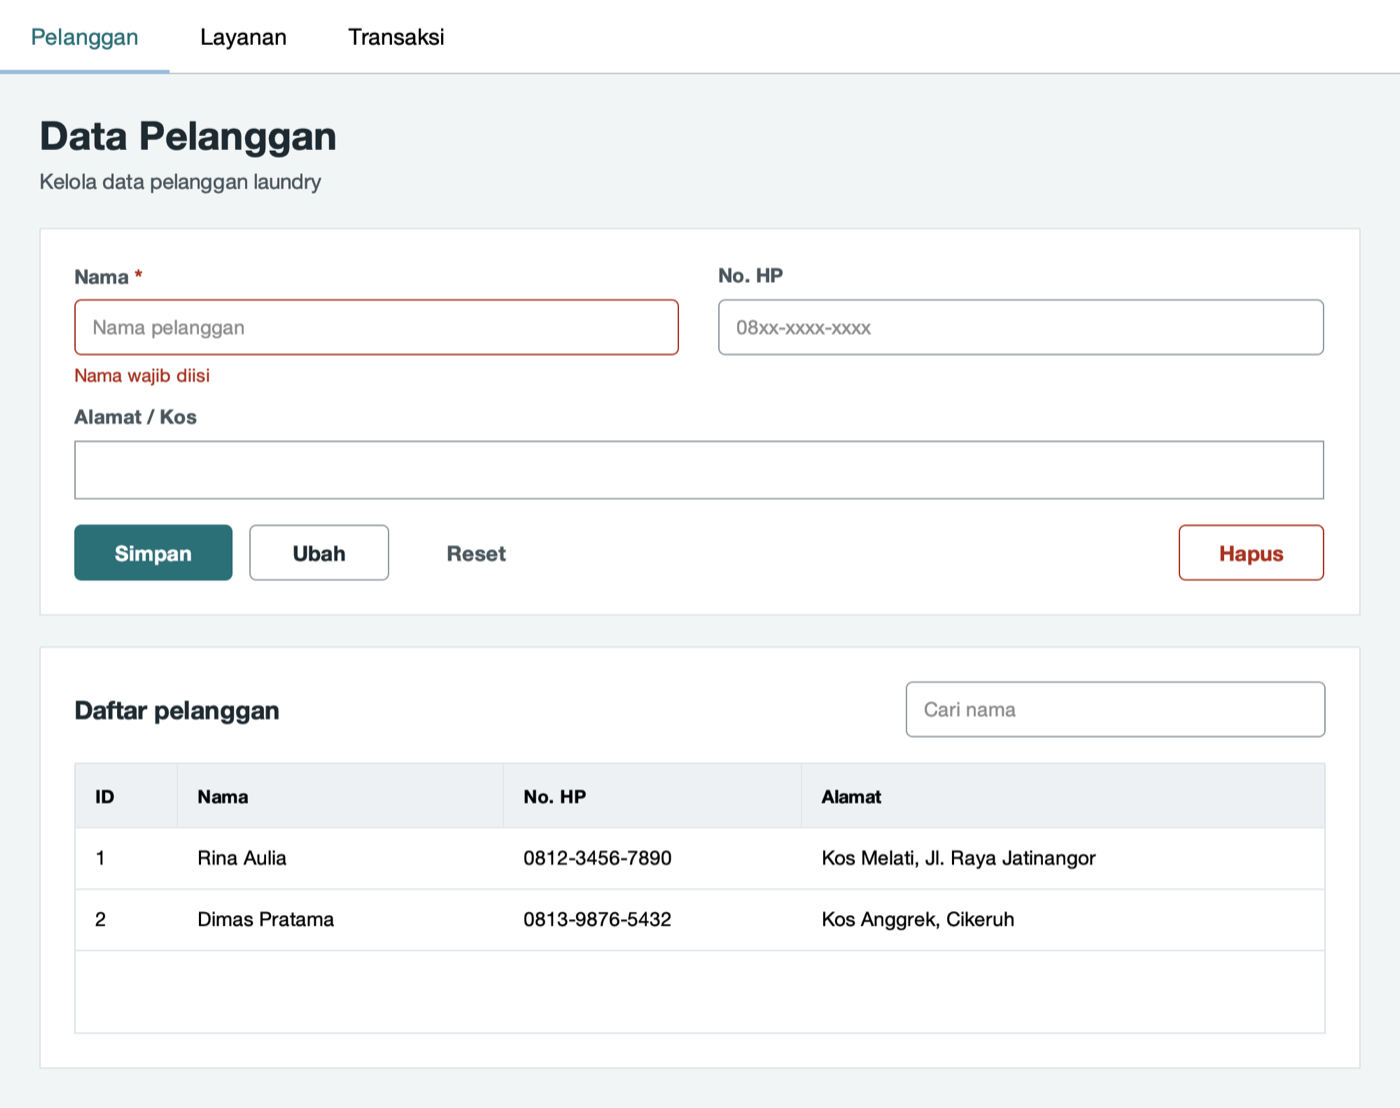 Pelanggan Layanan Transaksi
Data Pelanggan
Kelola data pelanggan laundry
Nama * No. HP
Nama pelanggan 08xx-xxxx-xxxx
Nama wajib diisi
Alamat / Kos
Simpan Ubah Reset Hapus
Daftar pelanggan Cari nama
ID Nama No. HP Alamat
1 Rina Aulia 0812-3456-7890 Kos Melati, Jl. Raya Jatinangor
2 Dimas Pratama 0813-9876-5432 Kos Anggrek, Cikeruh